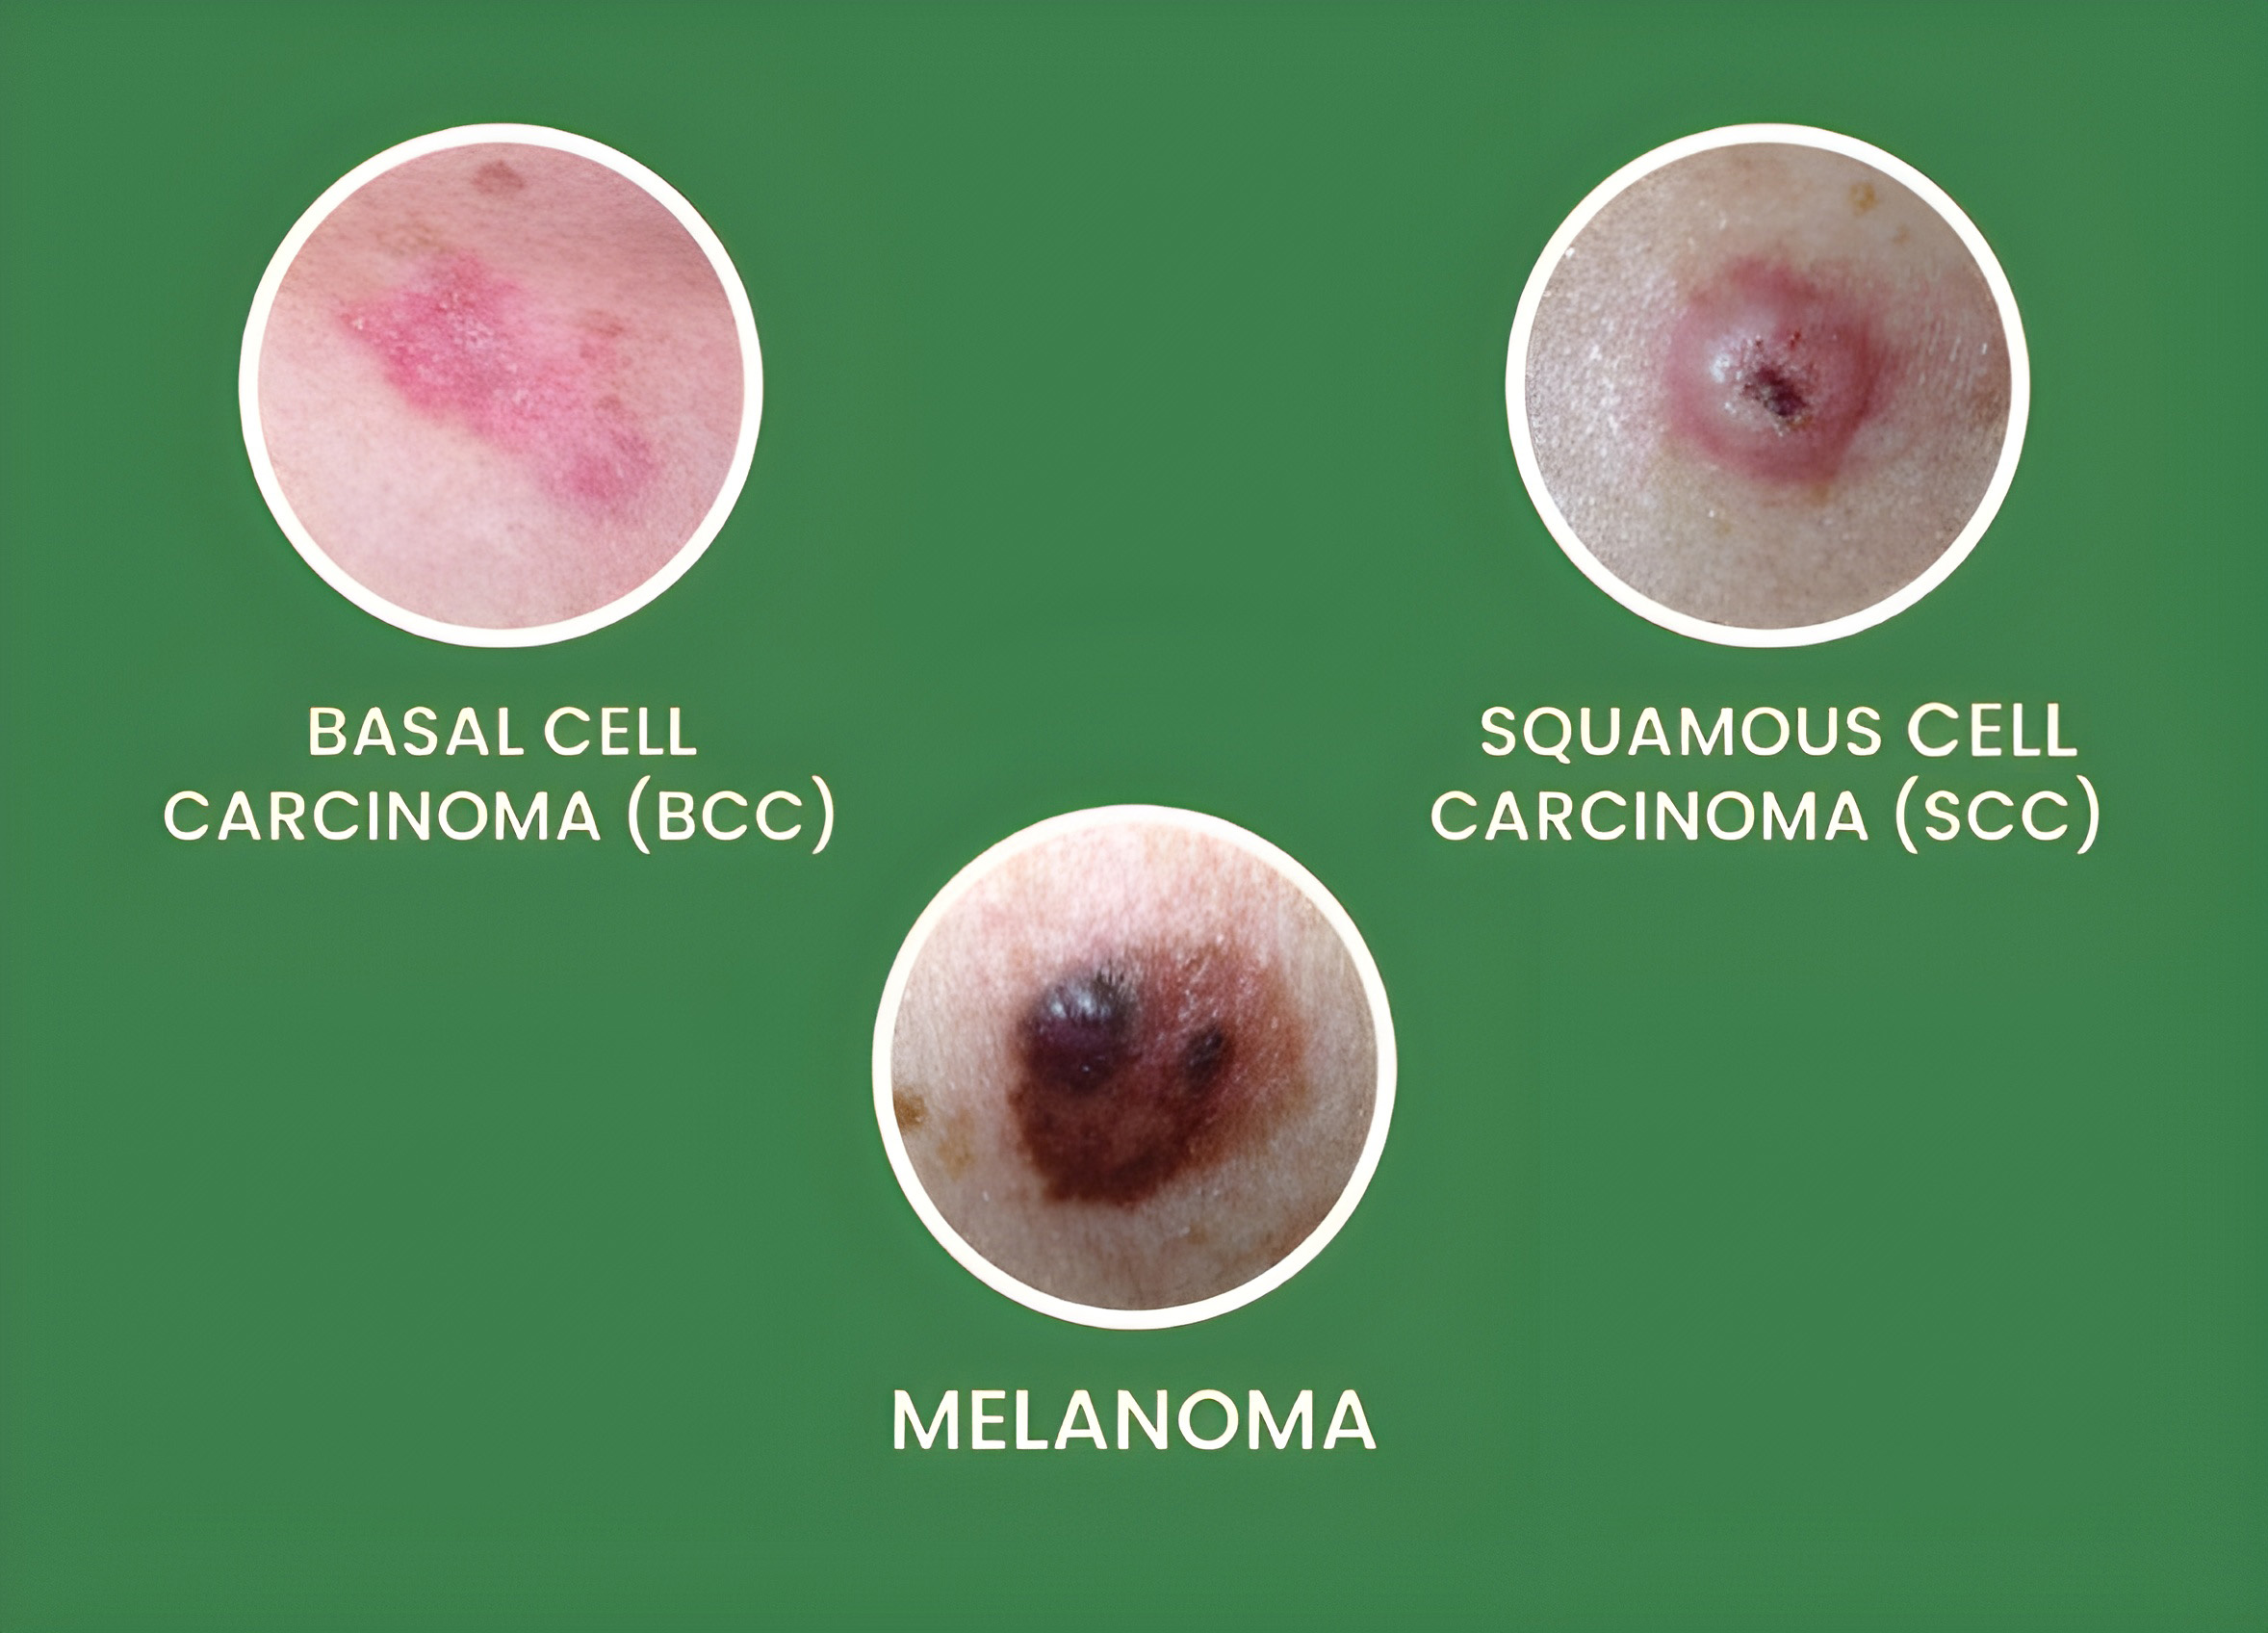 BASAL CELL
CARCINOMA (BCC)
SQUAMOUS CELL
CARCINOMA (SCC)
MELANOMA